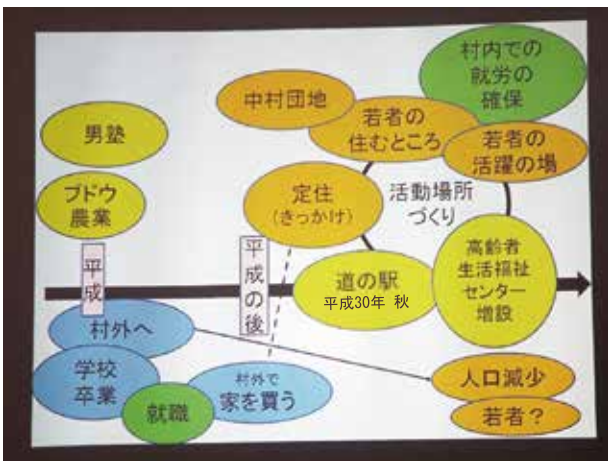 村内での
就労の
確保
中村団地
若者の
住むところ
若者の
活躍の場
男塾
ブドウ
農業
定住
(きっかけ)
活動場所
づくり
平成
平成の後
道の駅
平成30年 秋
高齢者
生活福祉
センター
増設
村外へ
学校
卒業
就職
村外で
家を買う
人口減少
若者？